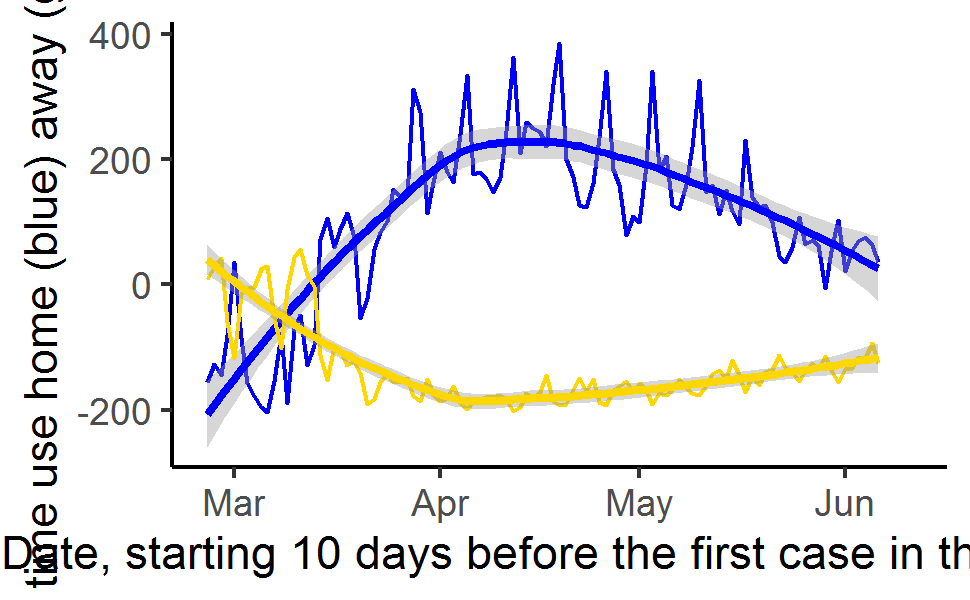 time use home (blue) away (
400
200
0
-200
Mar Apr May Jun
Date, starting 10 days before the first case in th